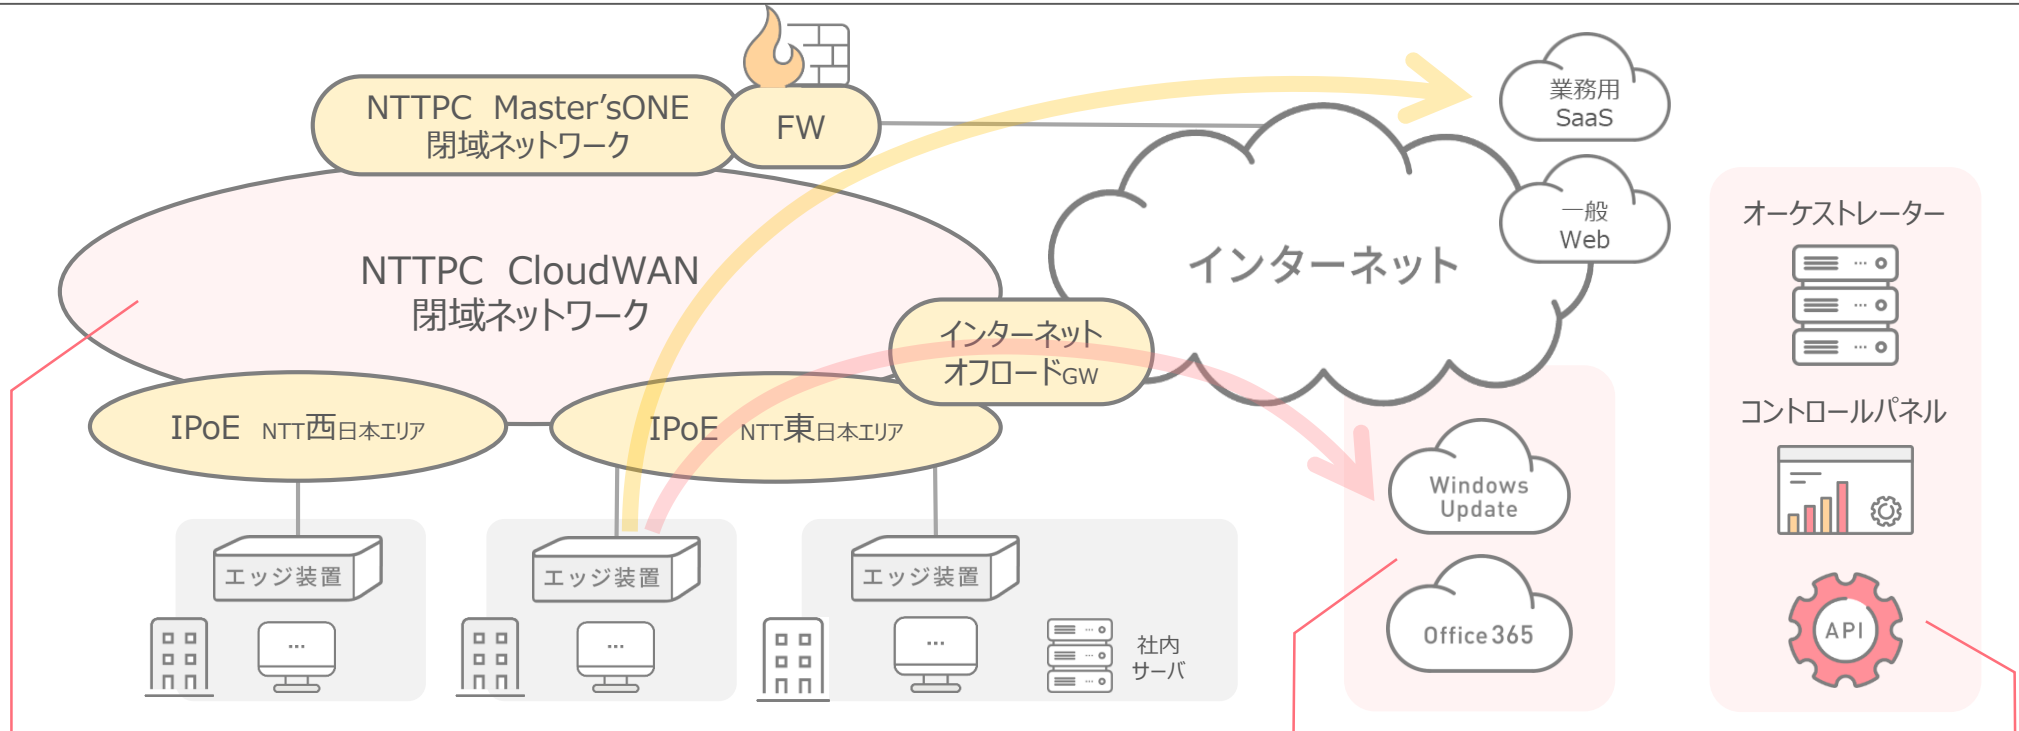 NTTPC Master'sONE
閉域ネットワーク
FW
業務用
SaaS
一般
Web
NTTPC CloudWAN
閉域ネットワーク
インターネット
インターネット
オフロードGW
IPoE NTT西日本エリア
IPoE NTT東日本エリア
エッジ装置
エッジ装置
エッジ装置
社内
サーバ
Windows
Update
Office 365
オーケストレーター
コントロールパネル
API